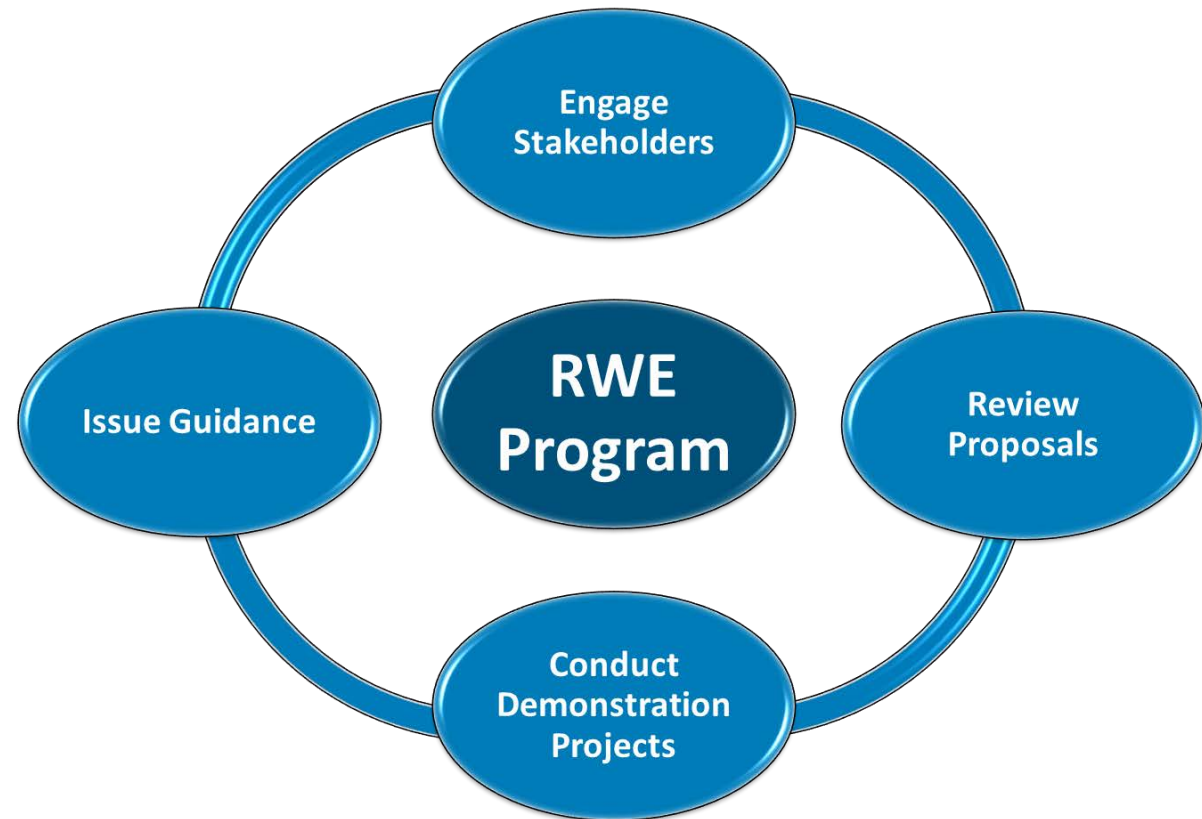 Engage
Stakeholders
Issue Guidance
RWE
Program
Review
Proposals
Conduct
Demonstration
Projects